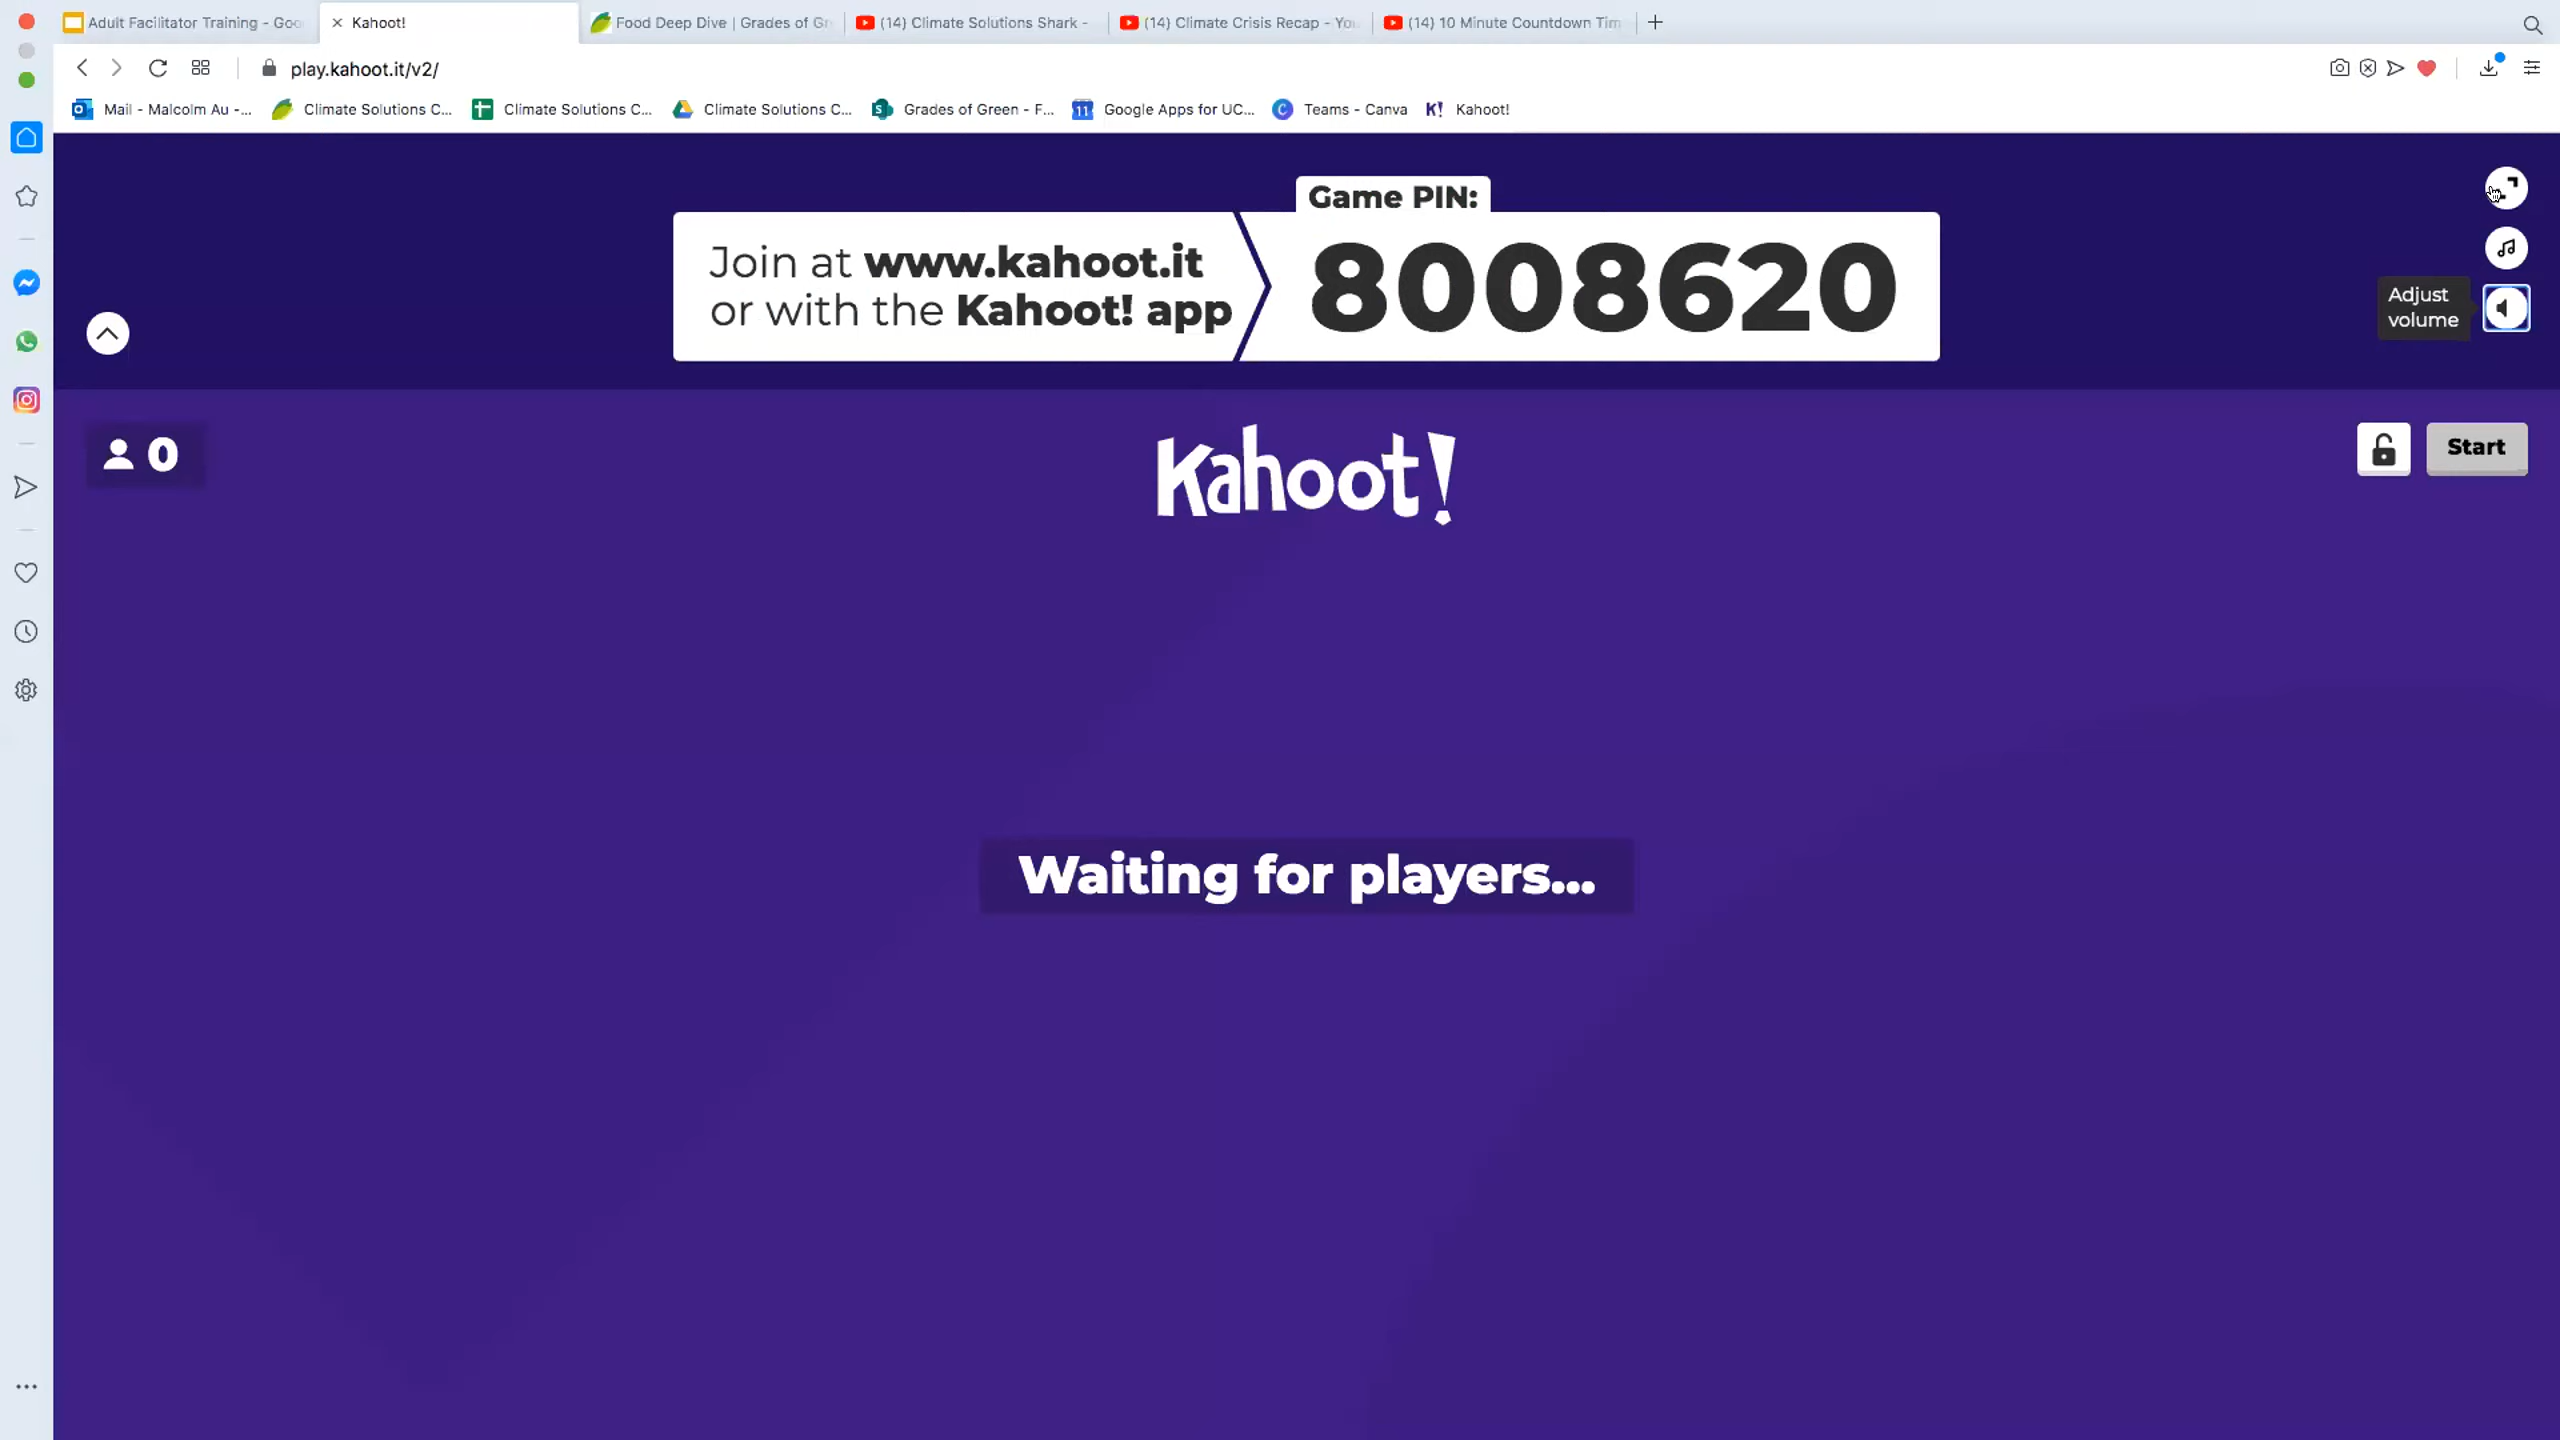 Adult Facilitator Training - Goo
Kahoot!
Food Deep Dive | Grades of Gr
(14) Climate Solutions Shark -
(14) Climate Crisis Recap - You
(14) 10 Minute Countdown Tim
play.kahoot.it/v2/
Mail - Malcolm Au -...
Climate Solutions C...
Climate Solutions C...
Climate Solutions C...
Grades of Green - F...
11
Google Apps for UC...
Teams - Canva
K!
Kahoot!
Game PIN:
Join at www.kahoot.it
or with the Kahoot! app
8008620
Adjust
volume
0
Kahoot!
Start
Waiting for players...